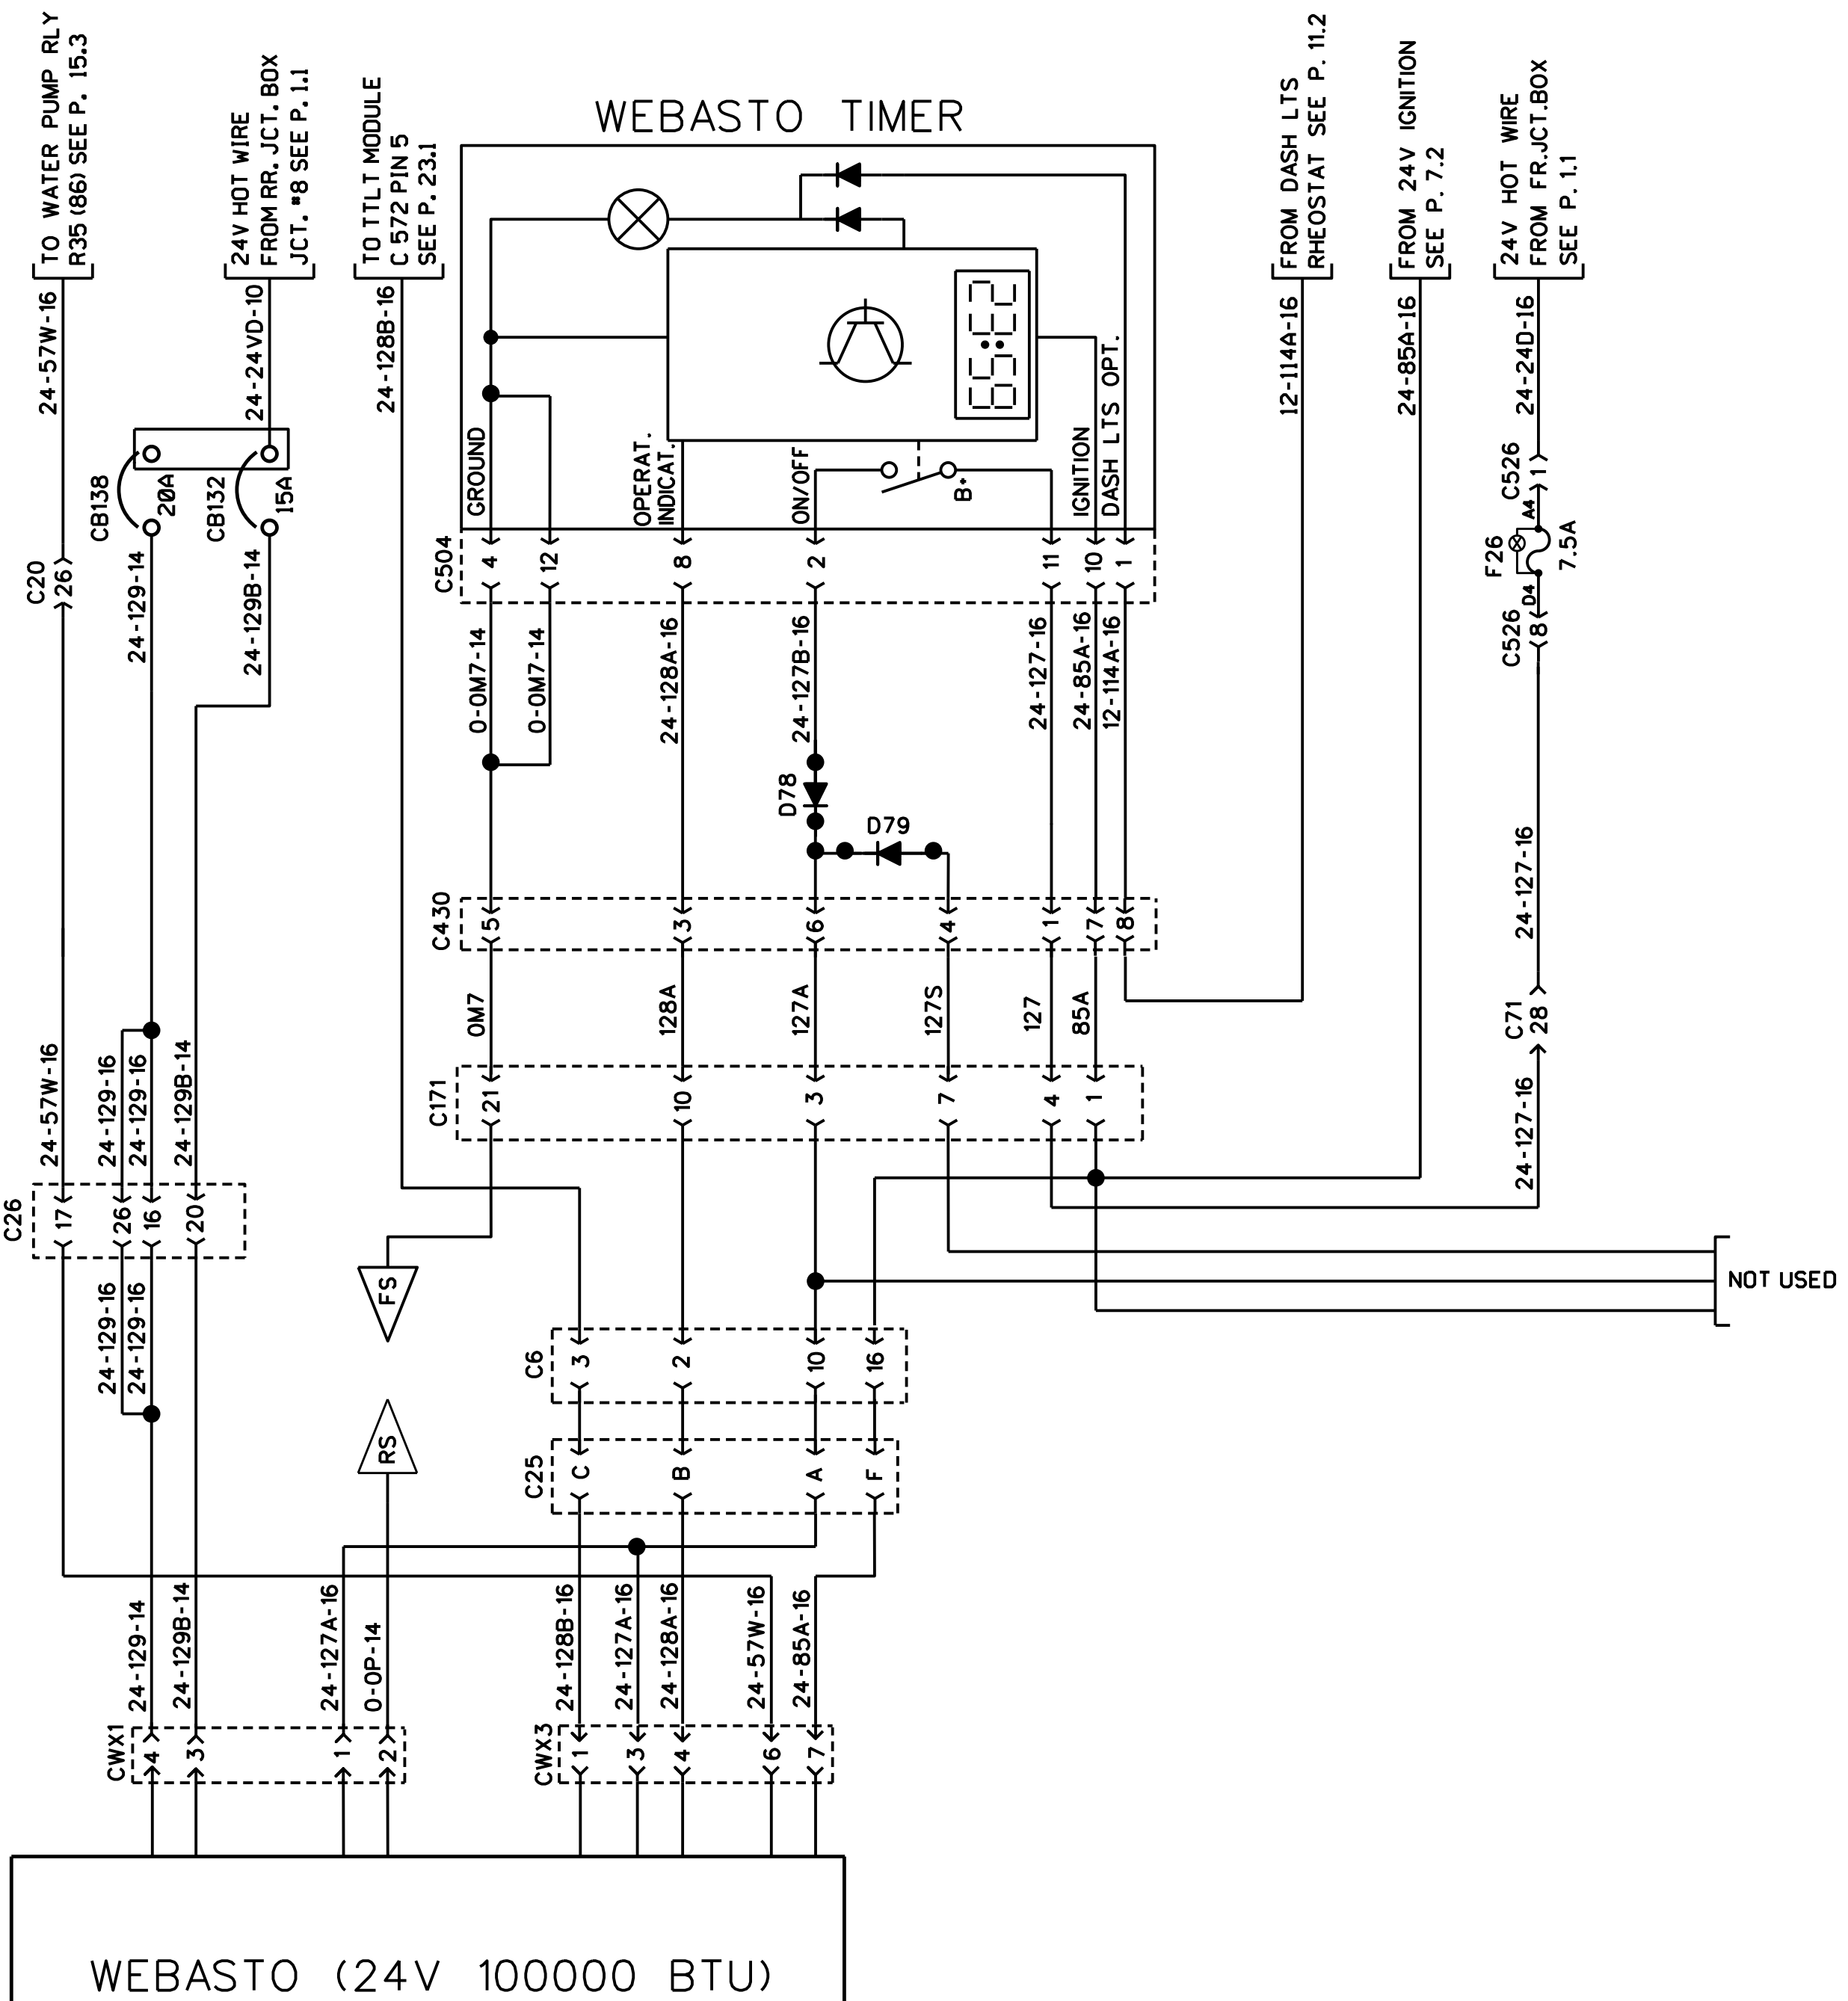 TO WATER PUMP RLY
R35 (86) SEE P. 15.3
24V HOT WIRE
FROM RR. JCT. BOX
JCT. #8 SEE P. 1.1
TO TTLT MODULE
C 572 PIN 5
SEE P. 23.1
WEBASTO TIMER
FROM DASH LTS
RHEOSTAT SEE P. 11.2
FROM 24V IGNITION
SEE P. 7.2
24V HOT WIRE
FROM FR.JCT.BOX
SEE P. 1.1
24-57W-16
24-24VD-10
24-128B-16
12-114A-16
24-85A-16
24-24D-16
CB138
20A
CB132
15A
GROUND
OPERAT.
INDICAT.
ON/OFF
B+
IGNITION
DASH LTS OPT.
C526
1
A4
F26
7.5A
D4
C526
8
C20
26
24-129-14
24-129B-14
C504
4
12
8
2
11
10
1
0-0M7-14
0-0M7-14
24-128A-16
24-127B-16
24-127-16
24-85A-16
12-114A-16
D78
D79
24-127-16
C430
5
3
6
4
1
7
8
0M7
128A
127A
127S
127
85A
C71
28
24-57W-16
24-129-16
24-129-16
24-129B-14
C171
21
10
3
7
4
1
24-127-16
C26
17
26
16
20
24-129-16
24-129-16
FS
NOT USED
C6
3
2
10
16
RS
C25
C
B
A
F
24-129-14
24-129B-14
24-127A-16
0-0P-14
24-128B-16
24-127A-16
24-128A-16
24-57W-16
24-85A-16
CWX1
4
3
1
2
CWX3
1
3
4
6
7
WEBASTO (24V 100000 BTU)